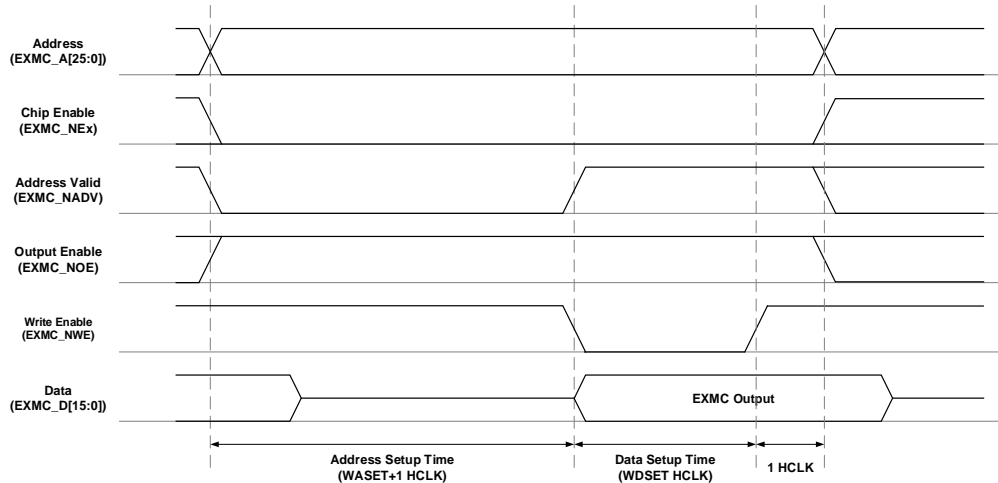 Address
(EXMC_A[25:0])
Chip Enable
(EXMC_NEx)
Address Valid
(EXMC_NADV)
Output Enable
(EXMC_NOE)
Write Enable
(EXMC_NWE)
Data
(EXMC_D[15:0])
EXMC Output
Address Setup Time
(WASET+1 HCLK)
Data Setup Time
(WDSET HCLK)
1 HCLK